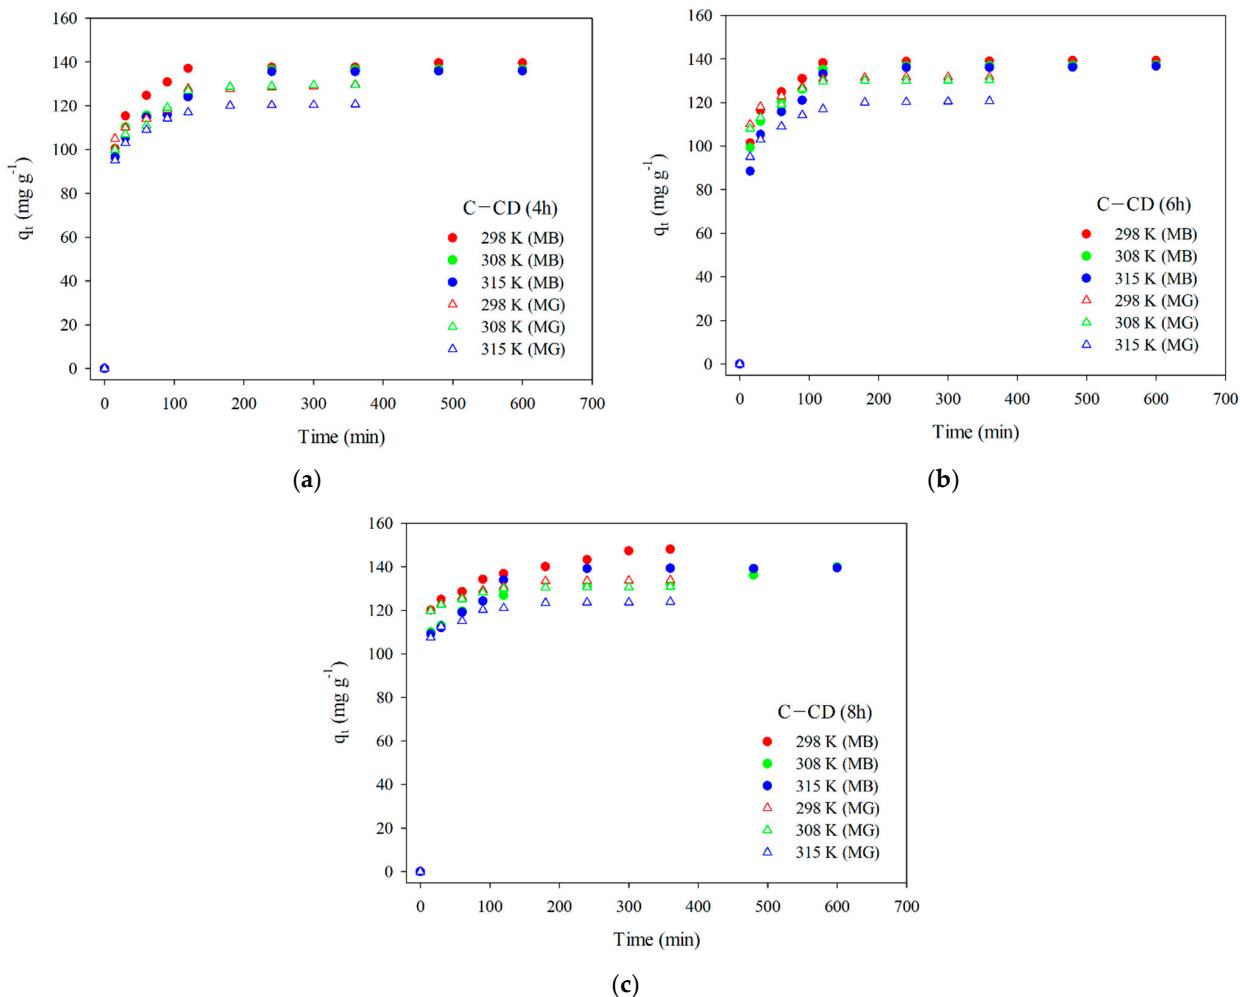 160
140
120
100
80
60
40
20
0
qt (mg g-1)
C−CD (4h)
298 K (MB)
308 K (MB)
315 K (MB)
298 K (MG)
308 K (MG)
315 K (MG)
0 100 200 300 400 500 600 700
Time (min)
(a)
160
140
120
100
80
60
40
20
0
qt (mg g-1)
C−CD (6h)
298 K (MB)
308 K (MB)
315 K (MB)
298 K (MG)
308 K (MG)
315 K (MG)
0 100 200 300 400 500 600 700
Time (min)
(b)
160
140
120
100
80
60
40
20
0
qt (mg g-1)
C−CD (8h)
298 K (MB)
308 K (MB)
315 K (MB)
298 K (MG)
308 K (MG)
315 K (MG)
0 100 200 300 400 500 600 700
Time (min)
(c)